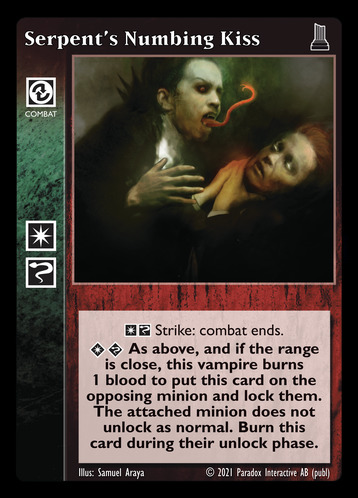 Serpent's Numbing Kiss
COMBAT
Strike: combat ends.
As above, and if the range
is close, this vampire burns
1 blood to put this card on the
opposing minion and lock them.
The attached minion does not
unlock as normal. Burn this
card during their unlock phase.
Illus: Samuel Araya © 2021 Paradox Interactive AB (publ)